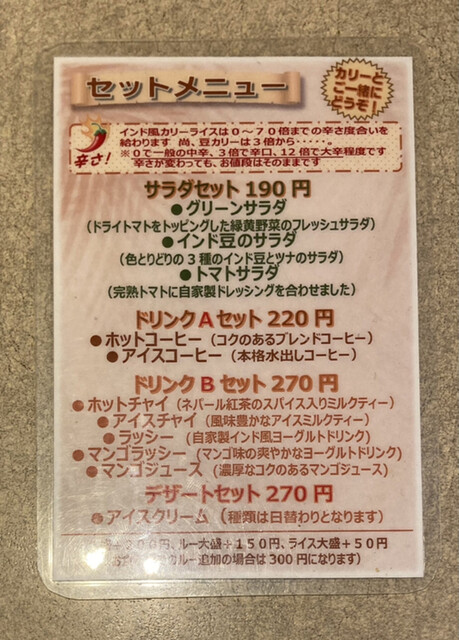 セットメニュー
カリーと
ご一緒に
どうぞ!
辛さ!
インド風カリーライスは0～70倍までの辛さ度合いを
給わります 尚、豆カリーは3倍から・・・・・。
※0で一般の中辛、3倍で辛口、12倍で大辛程度です
辛さが変わっても、お値段はそのままです
サラダセット 190 円
●グリーンサラダ
(ドライトマトをトッピングした緑黄野菜のフレッシュサラダ)
●インド豆のサラダ
(色とりどりの3種のインド豆とツナのサラダ)
●トマトサラダ
(完熟トマトに自家製ドレッシングを合わせました)
ドリンクAセット 220 円
●ホットコーヒー (コクのあるブレンドコーヒー)
●アイスコーヒー (本格水出しコーヒー)
ドリンクBセット 270 円
●ホットチャイ (ネパール紅茶のスパイス入りミルクティー)
●アイスチャイ (風味豊かなアイスミルクティー)
●ラッシー (自家製インド風ヨーグルトドリンク)
●マンゴラッシー (マンゴ味の爽やかなヨーグルトドリンク)
●マンゴジュース (濃厚なコクのあるマンゴジュース)
デザートセット 270 円
●アイスクリーム (種類は日替わりとなります)
+200円、ルー大盛+150円、ライス大盛+50円
ルー追加の場合は 300 円になります)